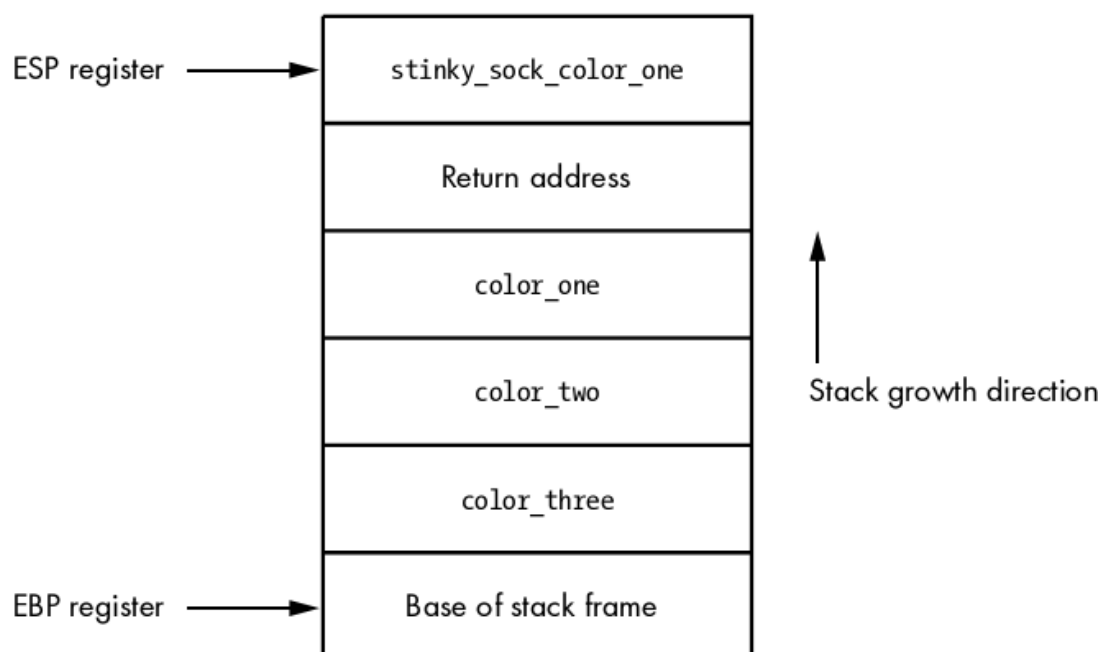 ESP register
stinky_sock_color_one
Return address
color_one
color_two
Stack growth direction
color_three
EBP register
Base of stack frame